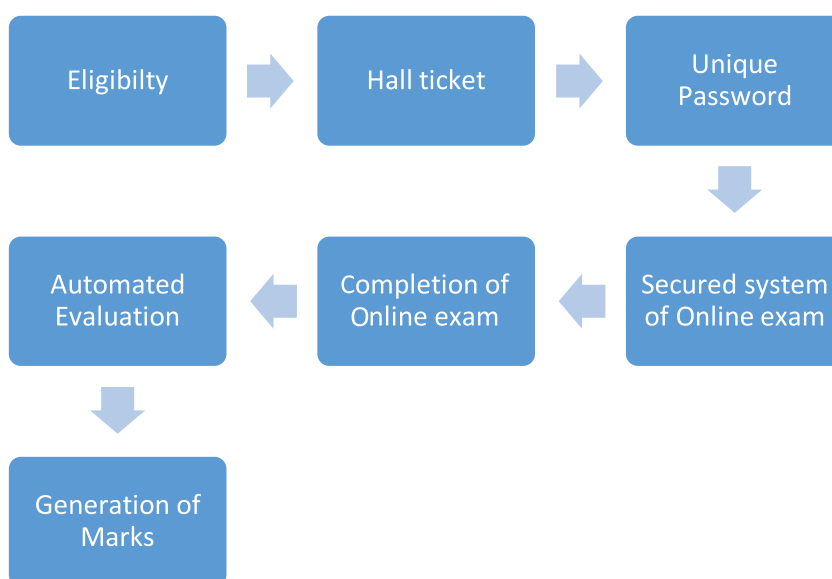 Eligibilty
Hall ticket
Unique
Password
Secured system
of Online exam
Completion of
Online exam
Automated
Evaluation
Generation of
Marks